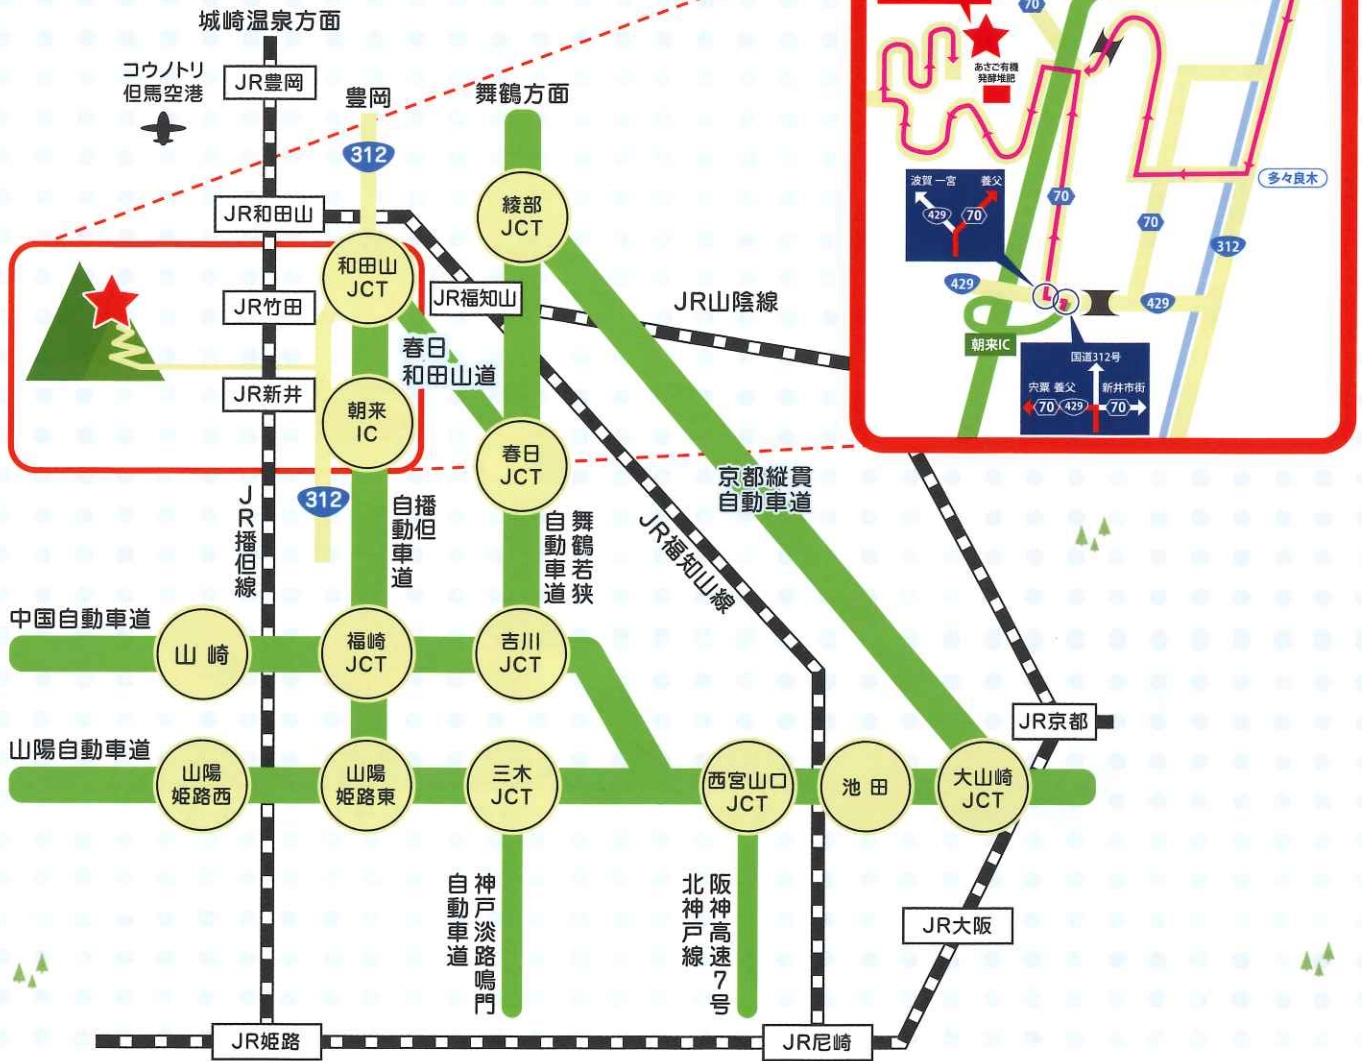 城崎温泉方面
コウノトリ
但馬空港
JR豊岡
豊岡
312
舞鶴方面
JR和田山
綾部
JCT
和田山
JCT
JR竹田
JR福知山
JR山陰線
春日
和田山道
JR新井
朝来
IC
春日
JCT
312
JR播但線
播但
自動車道
舞鶴若狭
自動車道
JR福知山線
京都縦貫
自動車道
中国自動車道
山崎
福崎
JCT
吉川
JCT
JR京都
山陽自動車道
山陽
姫路西
山陽
姫路東
三木
JCT
西宮山口
JCT
池田
大山崎
JCT
神戸淡路鳴門
自動車道
阪神高速7号
北神戸線
JR大阪
JR姫路
JR尼崎
70
あさご有機
発酵堆肥
多々良木
波賀 一宮
養父
429
70
70
70
312
429
429
朝来IC
国道312号
宍粟 養父
新井市街
70
429
70